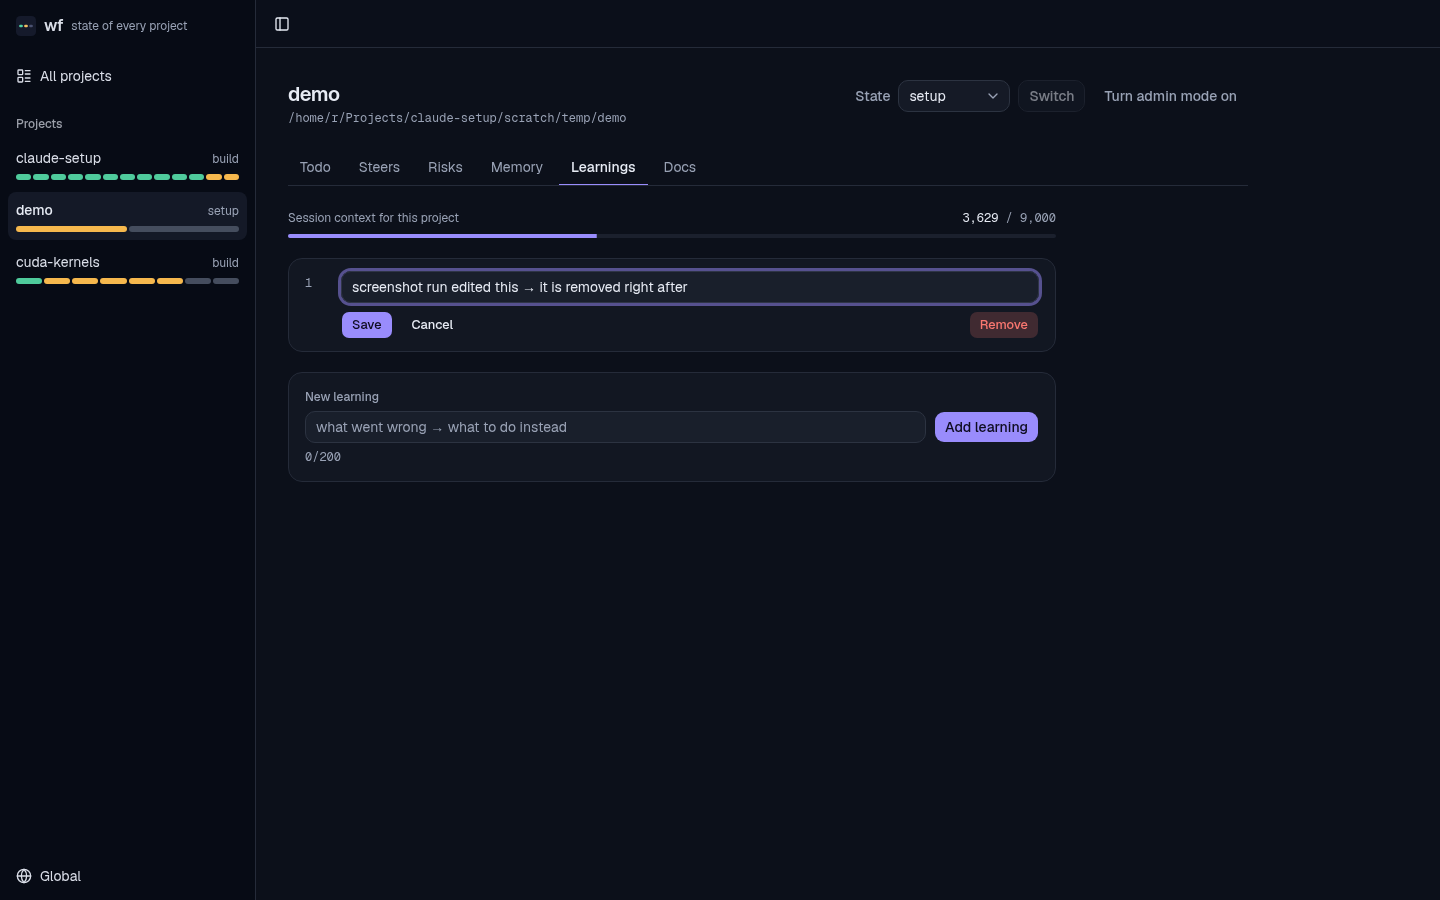 wf state of every project
All projects
Projects
claude-setup build
demo setup
cuda-kernels build
Global
demo
/home/r/Projects/claude-setup/scratch/temp/demo
State setup Switch Turn admin mode on
Todo Steers Risks Memory Learnings Docs
Session context for this project 3,629 / 9,000
1 screenshot run edited this → it is removed right after
Save Cancel Remove
New learning
what went wrong → what to do instead Add learning
0/200